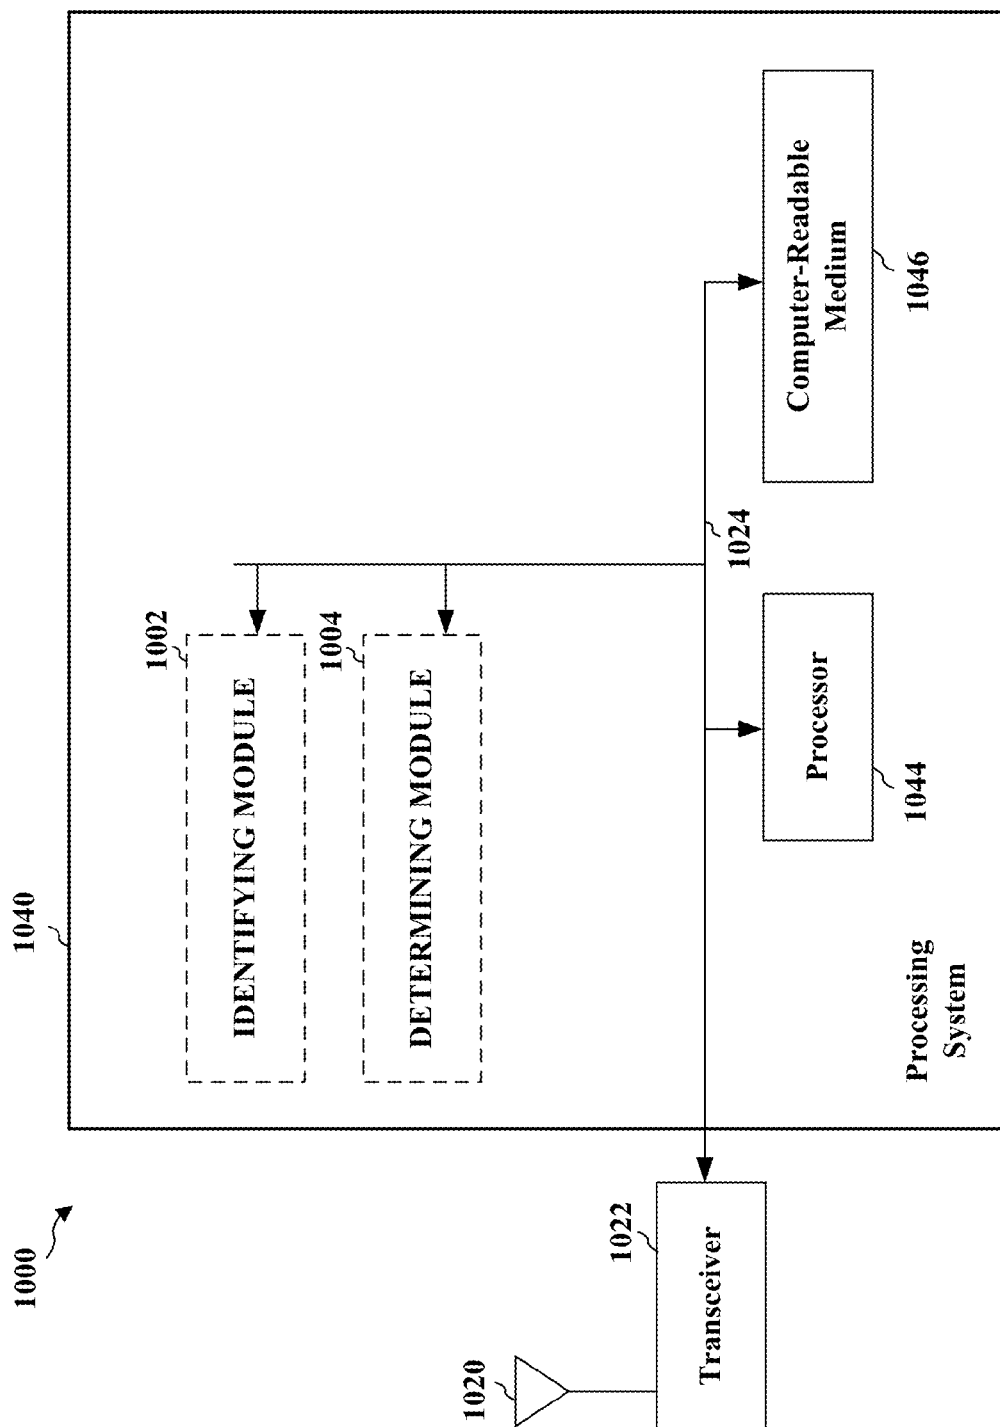 1000
1040
1002
IDENTIFYING MODULE
1004
DETERMINING MODULE
1020
1022
Transceiver
1024
Processor
1044
Computer-Readable
Medium
1046
Processing
System